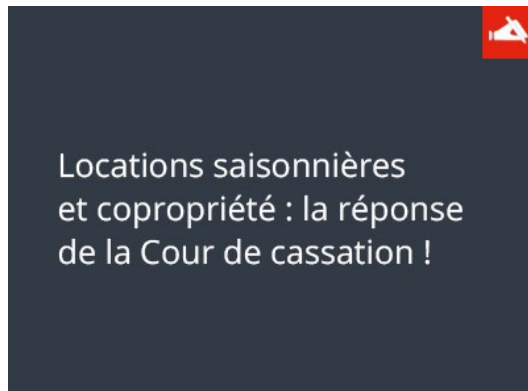 Locations saisonnières
et copropriété : la réponse
de la Cour de cassation !